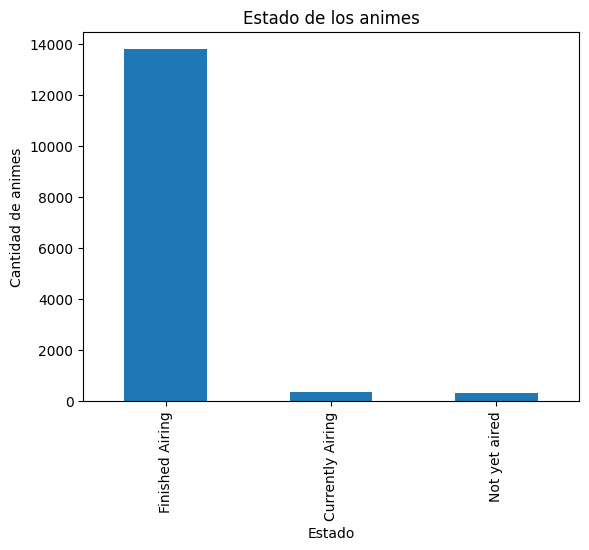 Estado de los animes
Cantidad de animes
14000
12000
10000
8000
6000
4000
2000
0
Finished Airing
Currently Airing
Not yet aired
Estado